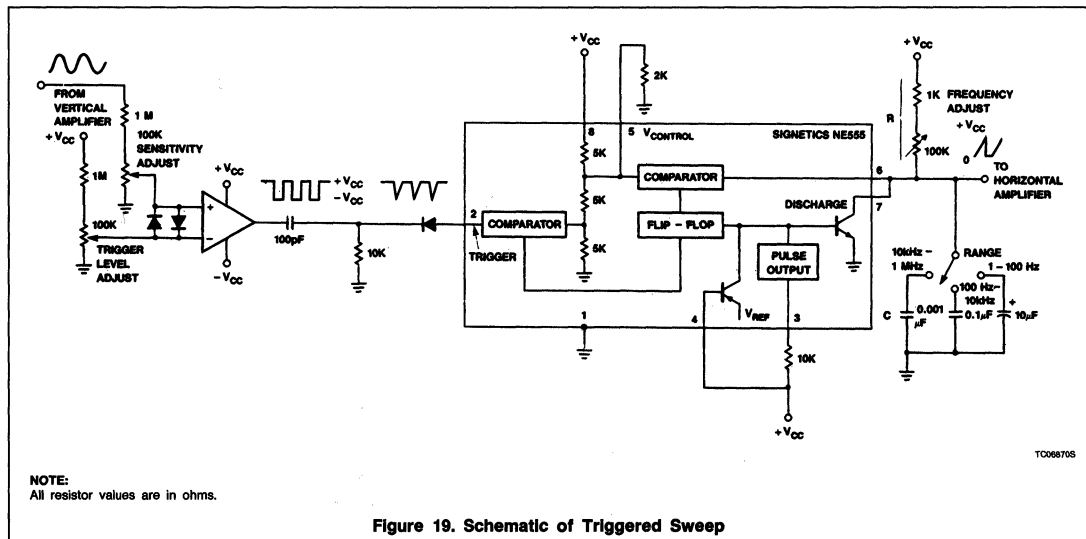 FROM
VERTICAL
AMPLIFIER
+ VCC
1 M
100K
SENSITIVITY
ADJUST
1M
100K
TRIGGER
LEVEL
ADJUST
+VCC
+
−
− VCC
+ VCC
− VCC
100pF
10K
+ VCC
8
5
VCONTROL
2K
SIGNETICS NE555
5K
5K
5K
COMPARATOR
2
COMPARATOR
TRIGGER
FLIP – FLOP
DISCHARGE
PULSE
OUTPUT
VREF
1
4
3
10K
+ VCC
6
7
+ VCC
R
1K
FREQUENCY
ADJUST
100K
+ VCC
0
TO
HORIZONTAL
AMPLIFIER
10kHz –
1 MHz
RANGE
1 – 100 Hz
100 Hz–
10kHz
C
0.001
µF
0.1µF
+
10µF
TC06870S
NOTE:
All resistor values are in ohms.
Figure 19. Schematic of Triggered Sweep